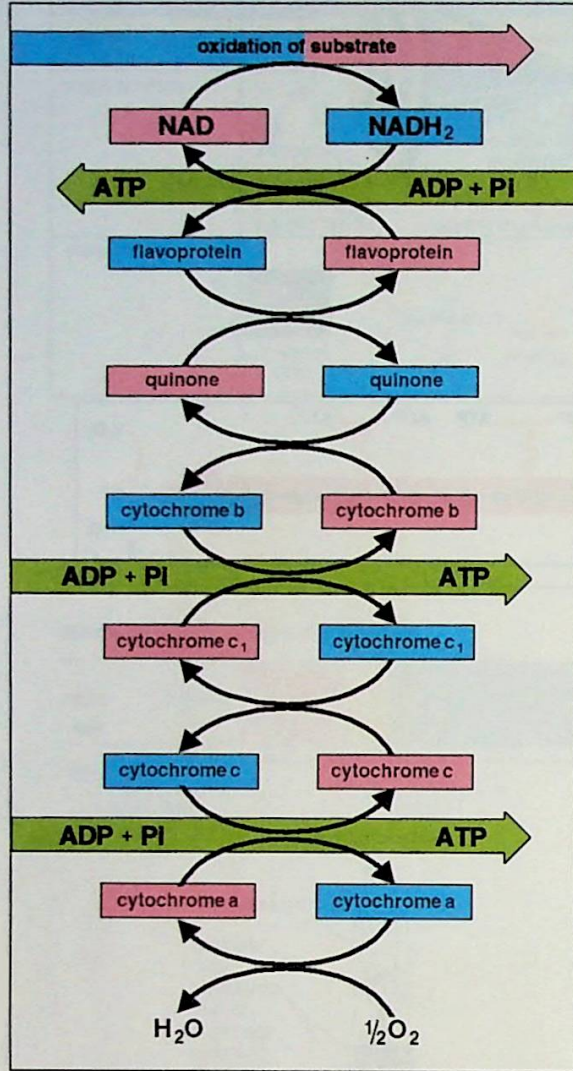 oxidation of substrate
NAD NADH₂
ATP ADP + Pi
flavoprotein flavoprotein
quinone quinone
cytochrome b cytochrome b
ADP + Pi ATP
cytochrome c₁ cytochrome c₁
cytochrome c cytochrome c
ADP + Pi ATP
cytochrome a cytochrome a
H₂O ½O₂